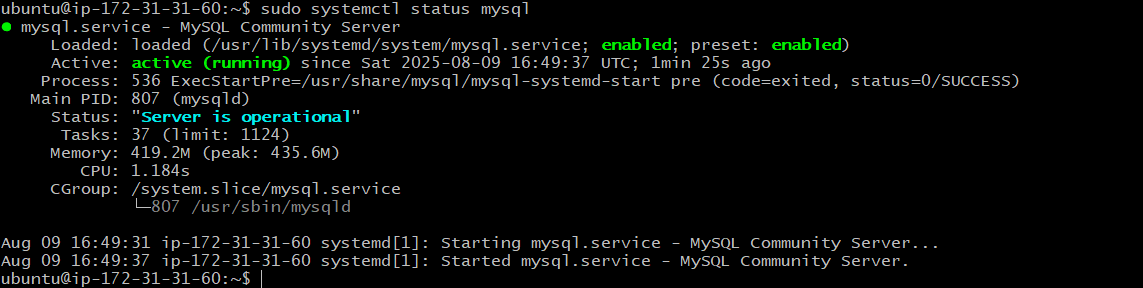 ubuntu@ip-172-31-31-60:~$ sudo systemctl status mysql
● mysql.service - MySQL Community Server
     Loaded: loaded (/usr/lib/systemd/system/mysql.service; enabled; preset: enabled)
     Active: active (running) since Sat 2025-08-09 16:49:37 UTC; 1min 25s ago
    Process: 536 ExecStartPre=/usr/share/mysql/mysql-systemd-start pre (code=exited, status=0/SUCCESS)
   Main PID: 807 (mysqld)
     Status: "Server is operational"
      Tasks: 37 (limit: 1124)
     Memory: 419.2M (peak: 435.6M)
        CPU: 1.184s
     CGroup: /system.slice/mysql.service
             └─807 /usr/sbin/mysqld

Aug 09 16:49:31 ip-172-31-31-60 systemd[1]: Starting mysql.service - MySQL Community Server...
Aug 09 16:49:37 ip-172-31-31-60 systemd[1]: Started mysql.service - MySQL Community Server.
ubuntu@ip-172-31-31-60:~$